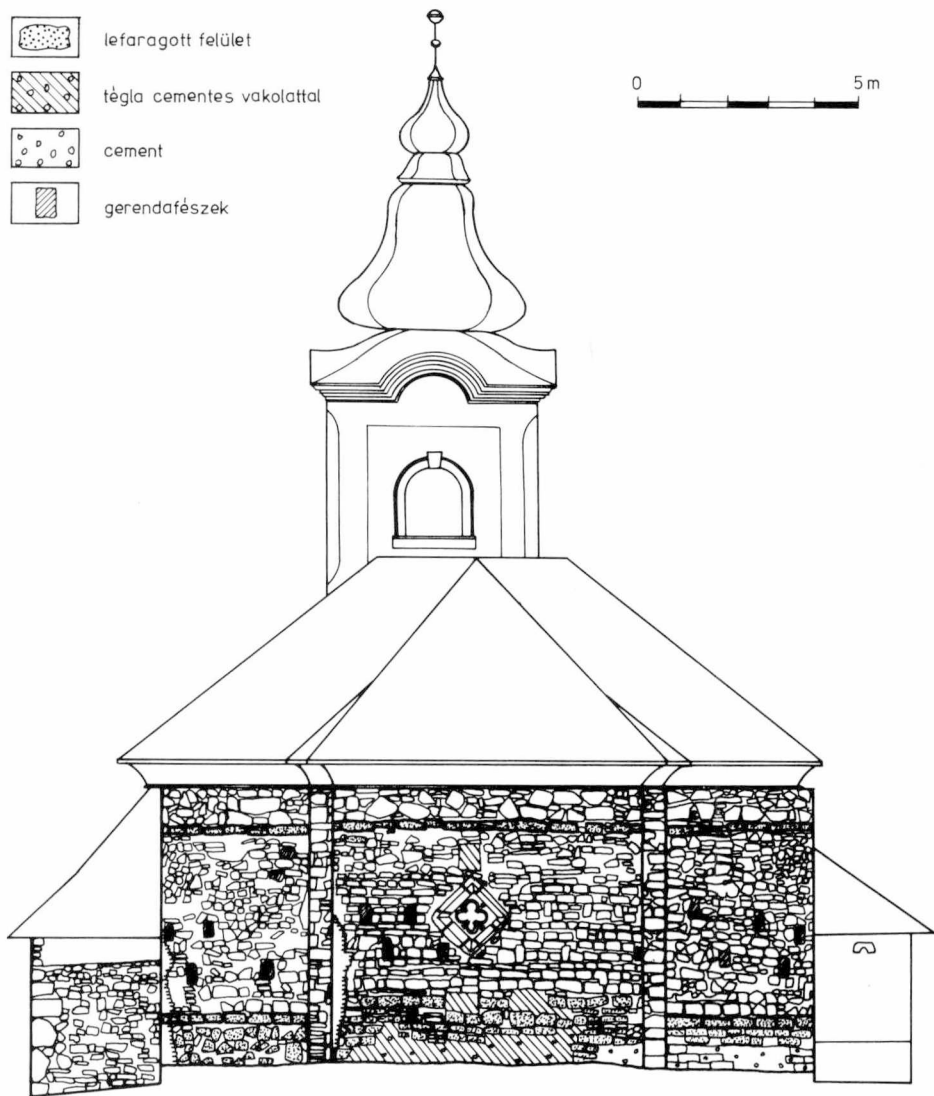 lefaragott felület
tégla cementes vakolattal
cement
gerendafészek
0 5 m